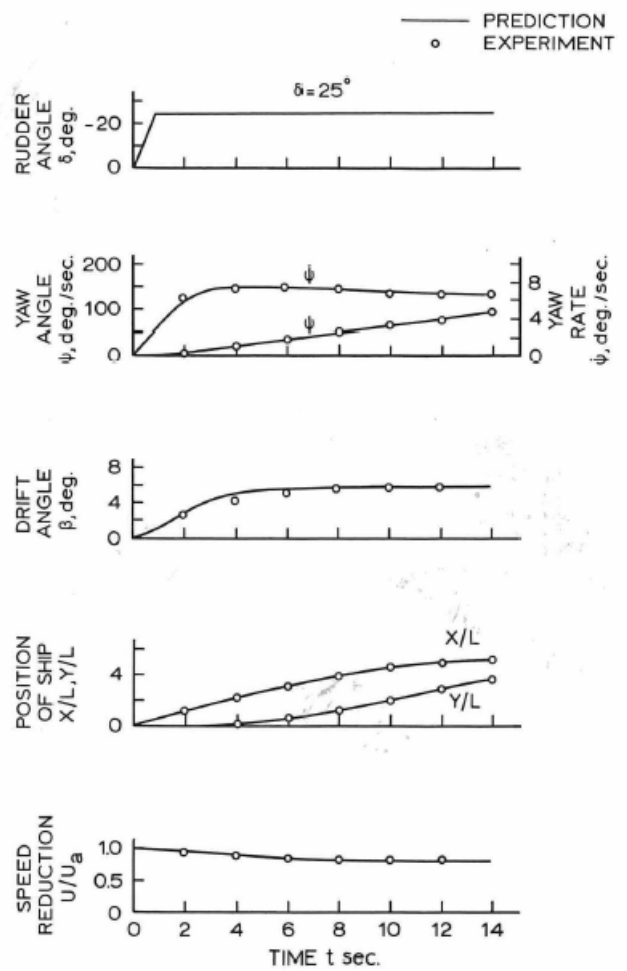 PREDICTION
EXPERIMENT
δ=25°
-20
0
RUDDER
ANGLE
δ,deg.
200
100
0
YAW
ANGLE
ψ,deg./sec.
ψ̇
ψ
8
4
0
YAW
RATE
ψ̇,deg./sec.
8
4
0
DRIFT
ANGLE
β,deg.
4
0
POSITION
OF SHIP
X/L,Y/L
X/L
Y/L
1.0
0.5
0
SPEED
REDUCTION
U/Ua
0 2 4 6 8 10 12 14
TIME t sec.